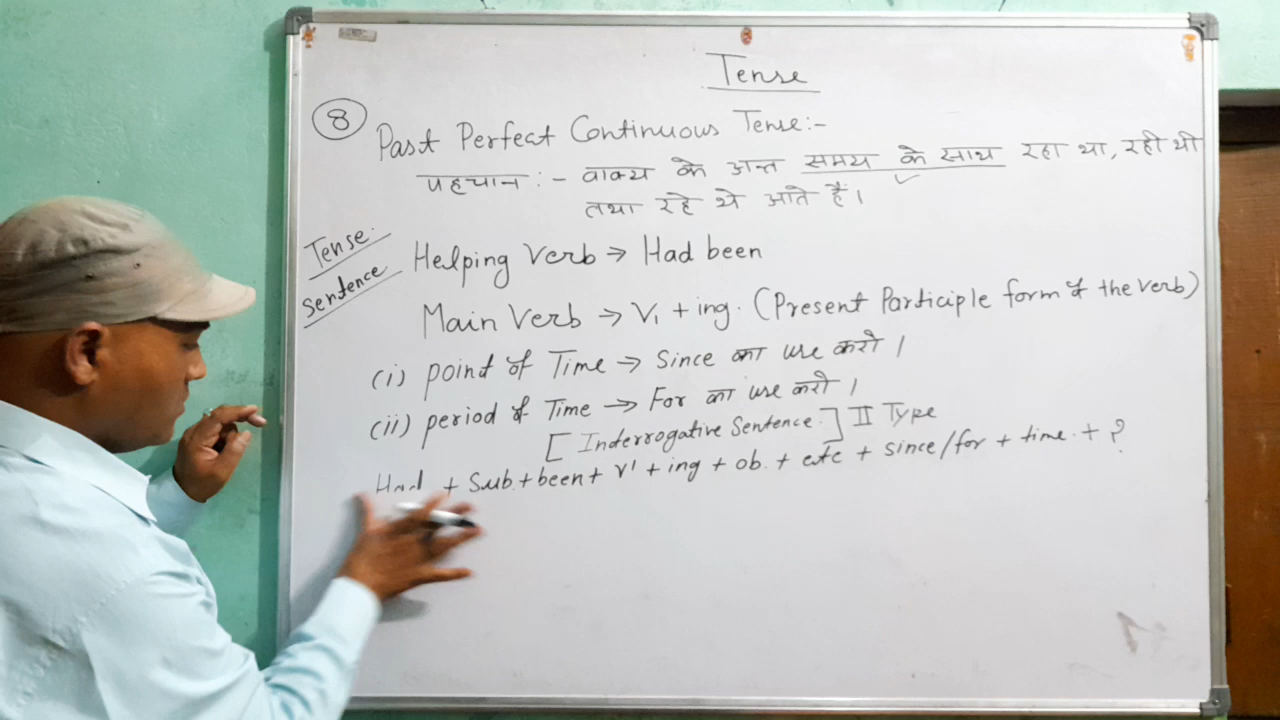 Tense
8
Past Perfect Continuous Tense:-
पहचान :- वाक्य के अन्त समय के साथ रहा था, रही थी
तथा रहे थे आते हैं।
Tense.
Sentence
Helping Verb → Had been
Main Verb → V₁ + ing. (Present Participle form of the verb)
(i) point of Time → Since का use करो।
(ii) period of Time → For का use करो।
[Interrogative Sentence.] II Type
Had + Sub.+been+ V¹ + ing + ob. + etc + since/for + time. + ?